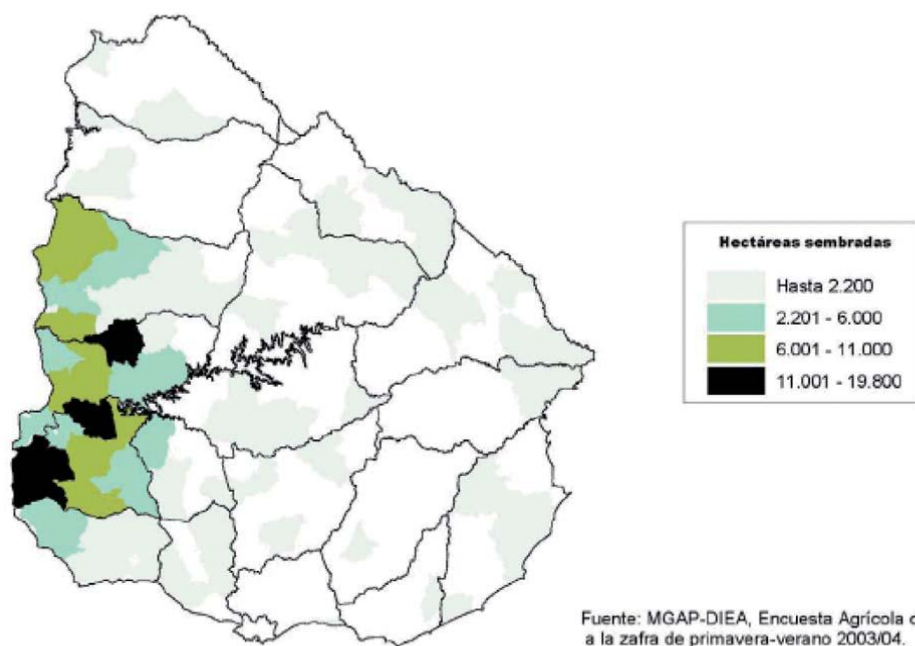 Hectáreas sembradas
Hasta 2.200
2.201 - 6.000
6.001 - 11.000
11.001 - 19.800
Fuente: MGAP-DIEA, Encuesta Agrícola
a la zafra de primavera-verano 2003/04.